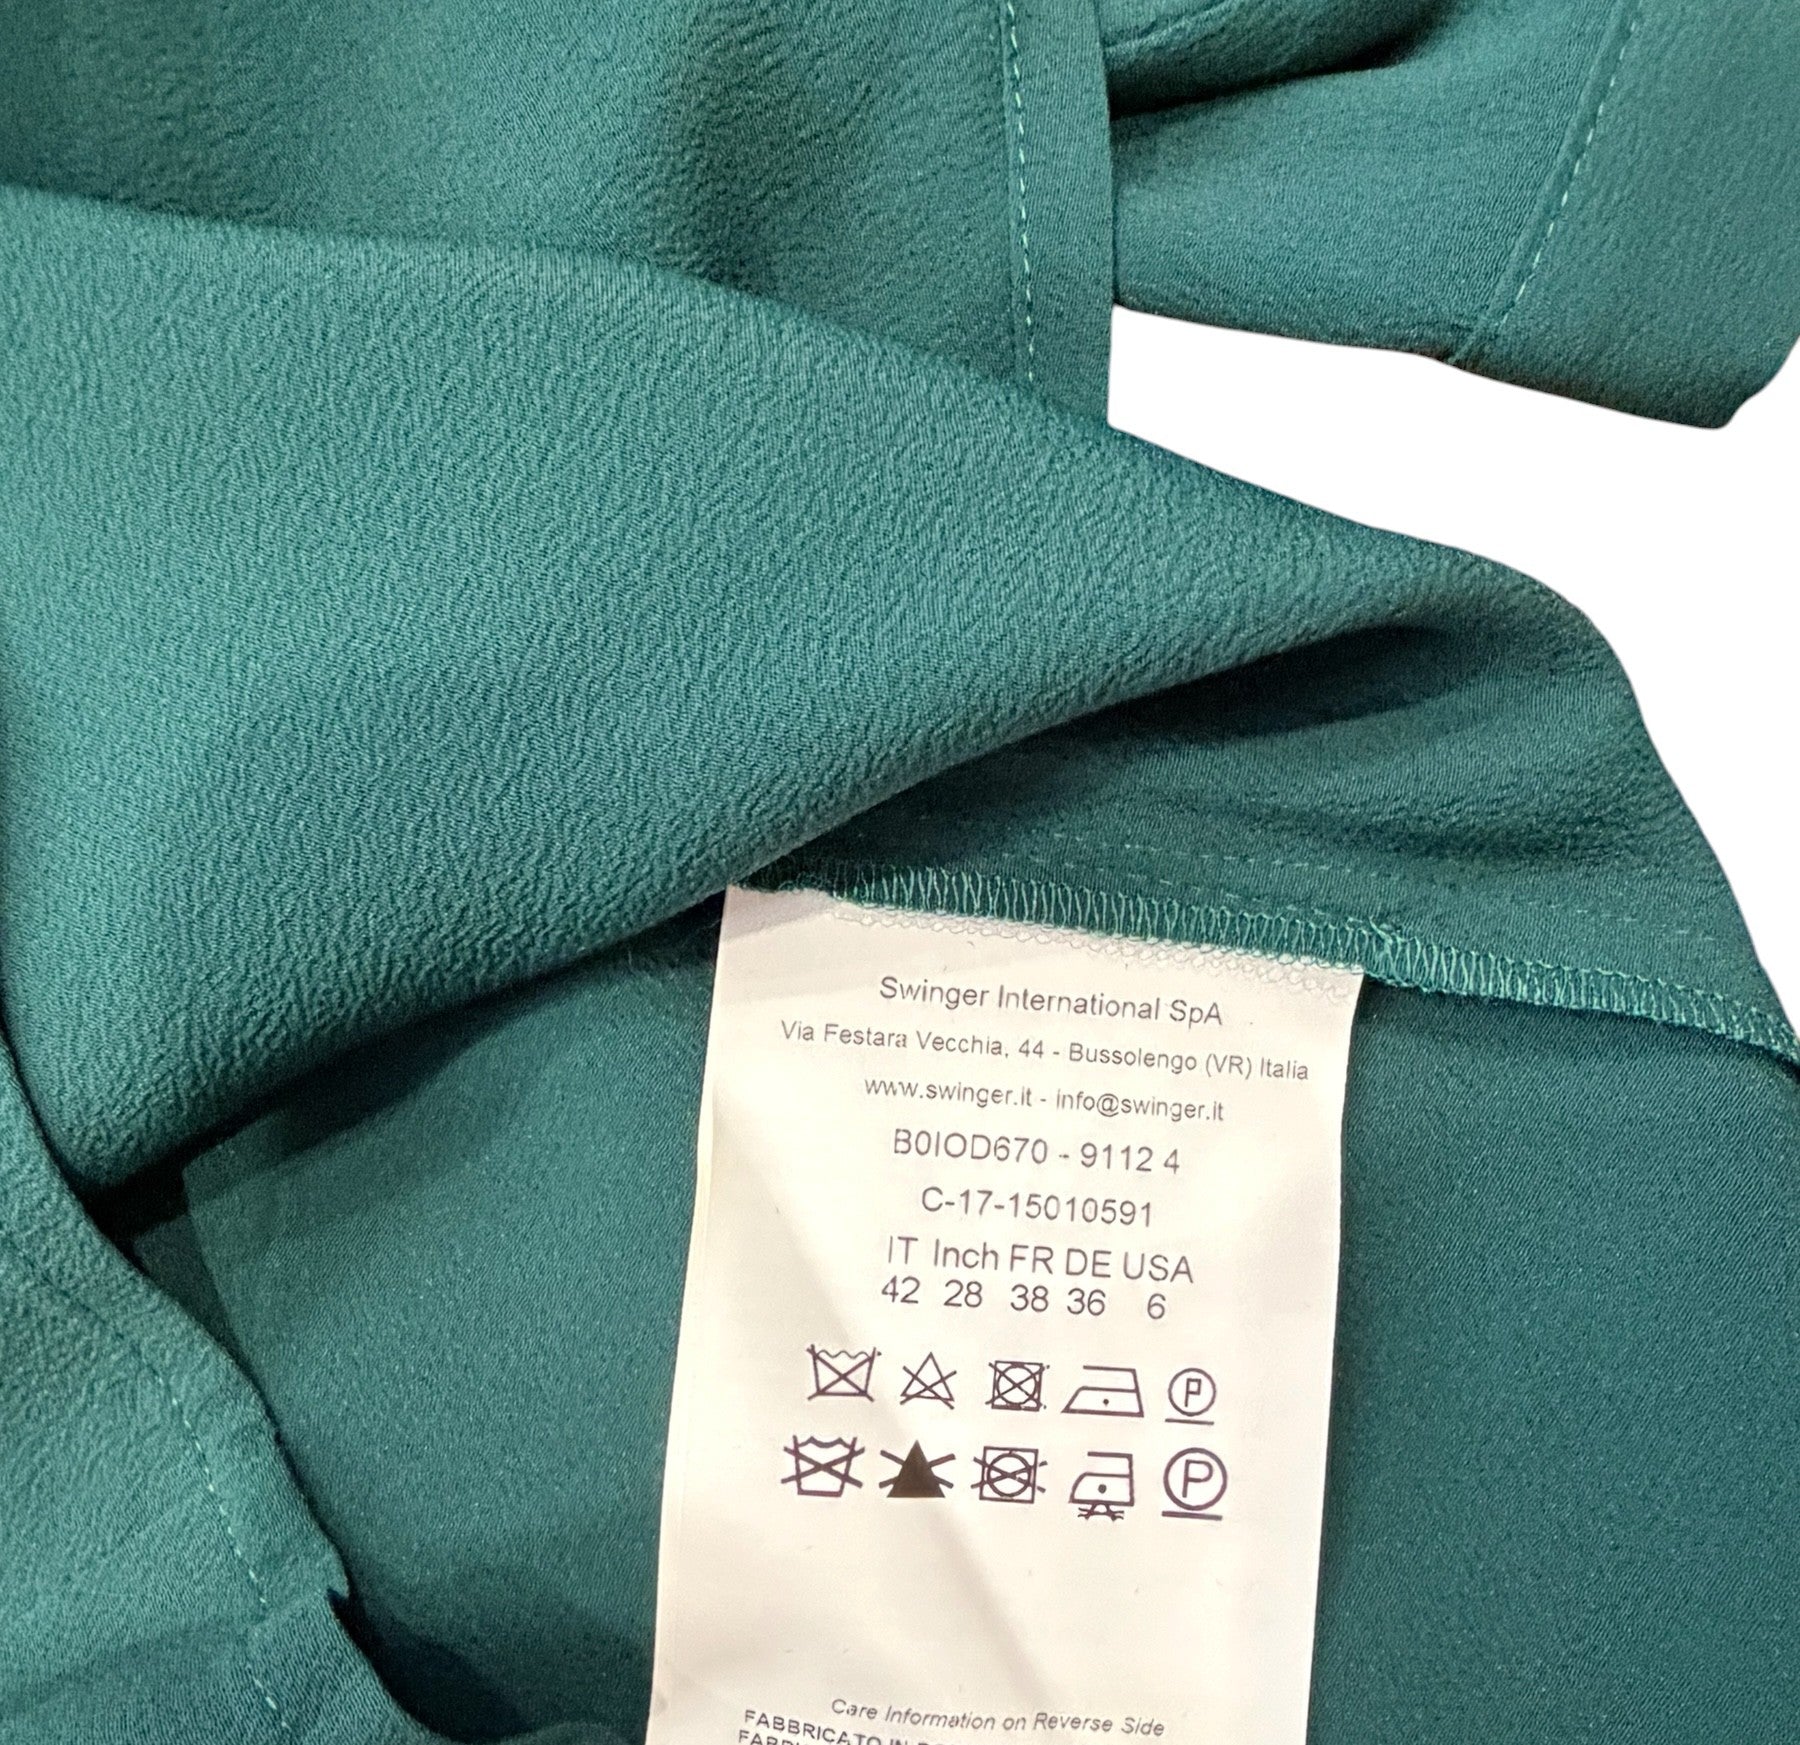 Swinger International SpA
Via Festara Vecchia, 44 - Bussolengo (VR) Italia
www.swinger.it - info@swinger.it
B0IOD670 - 9112 4
C-17-15010591
IT Inch FR DE USA
42 28 38 36 6
P
P
Care Information on Reverse Side
FABBRICATO IN